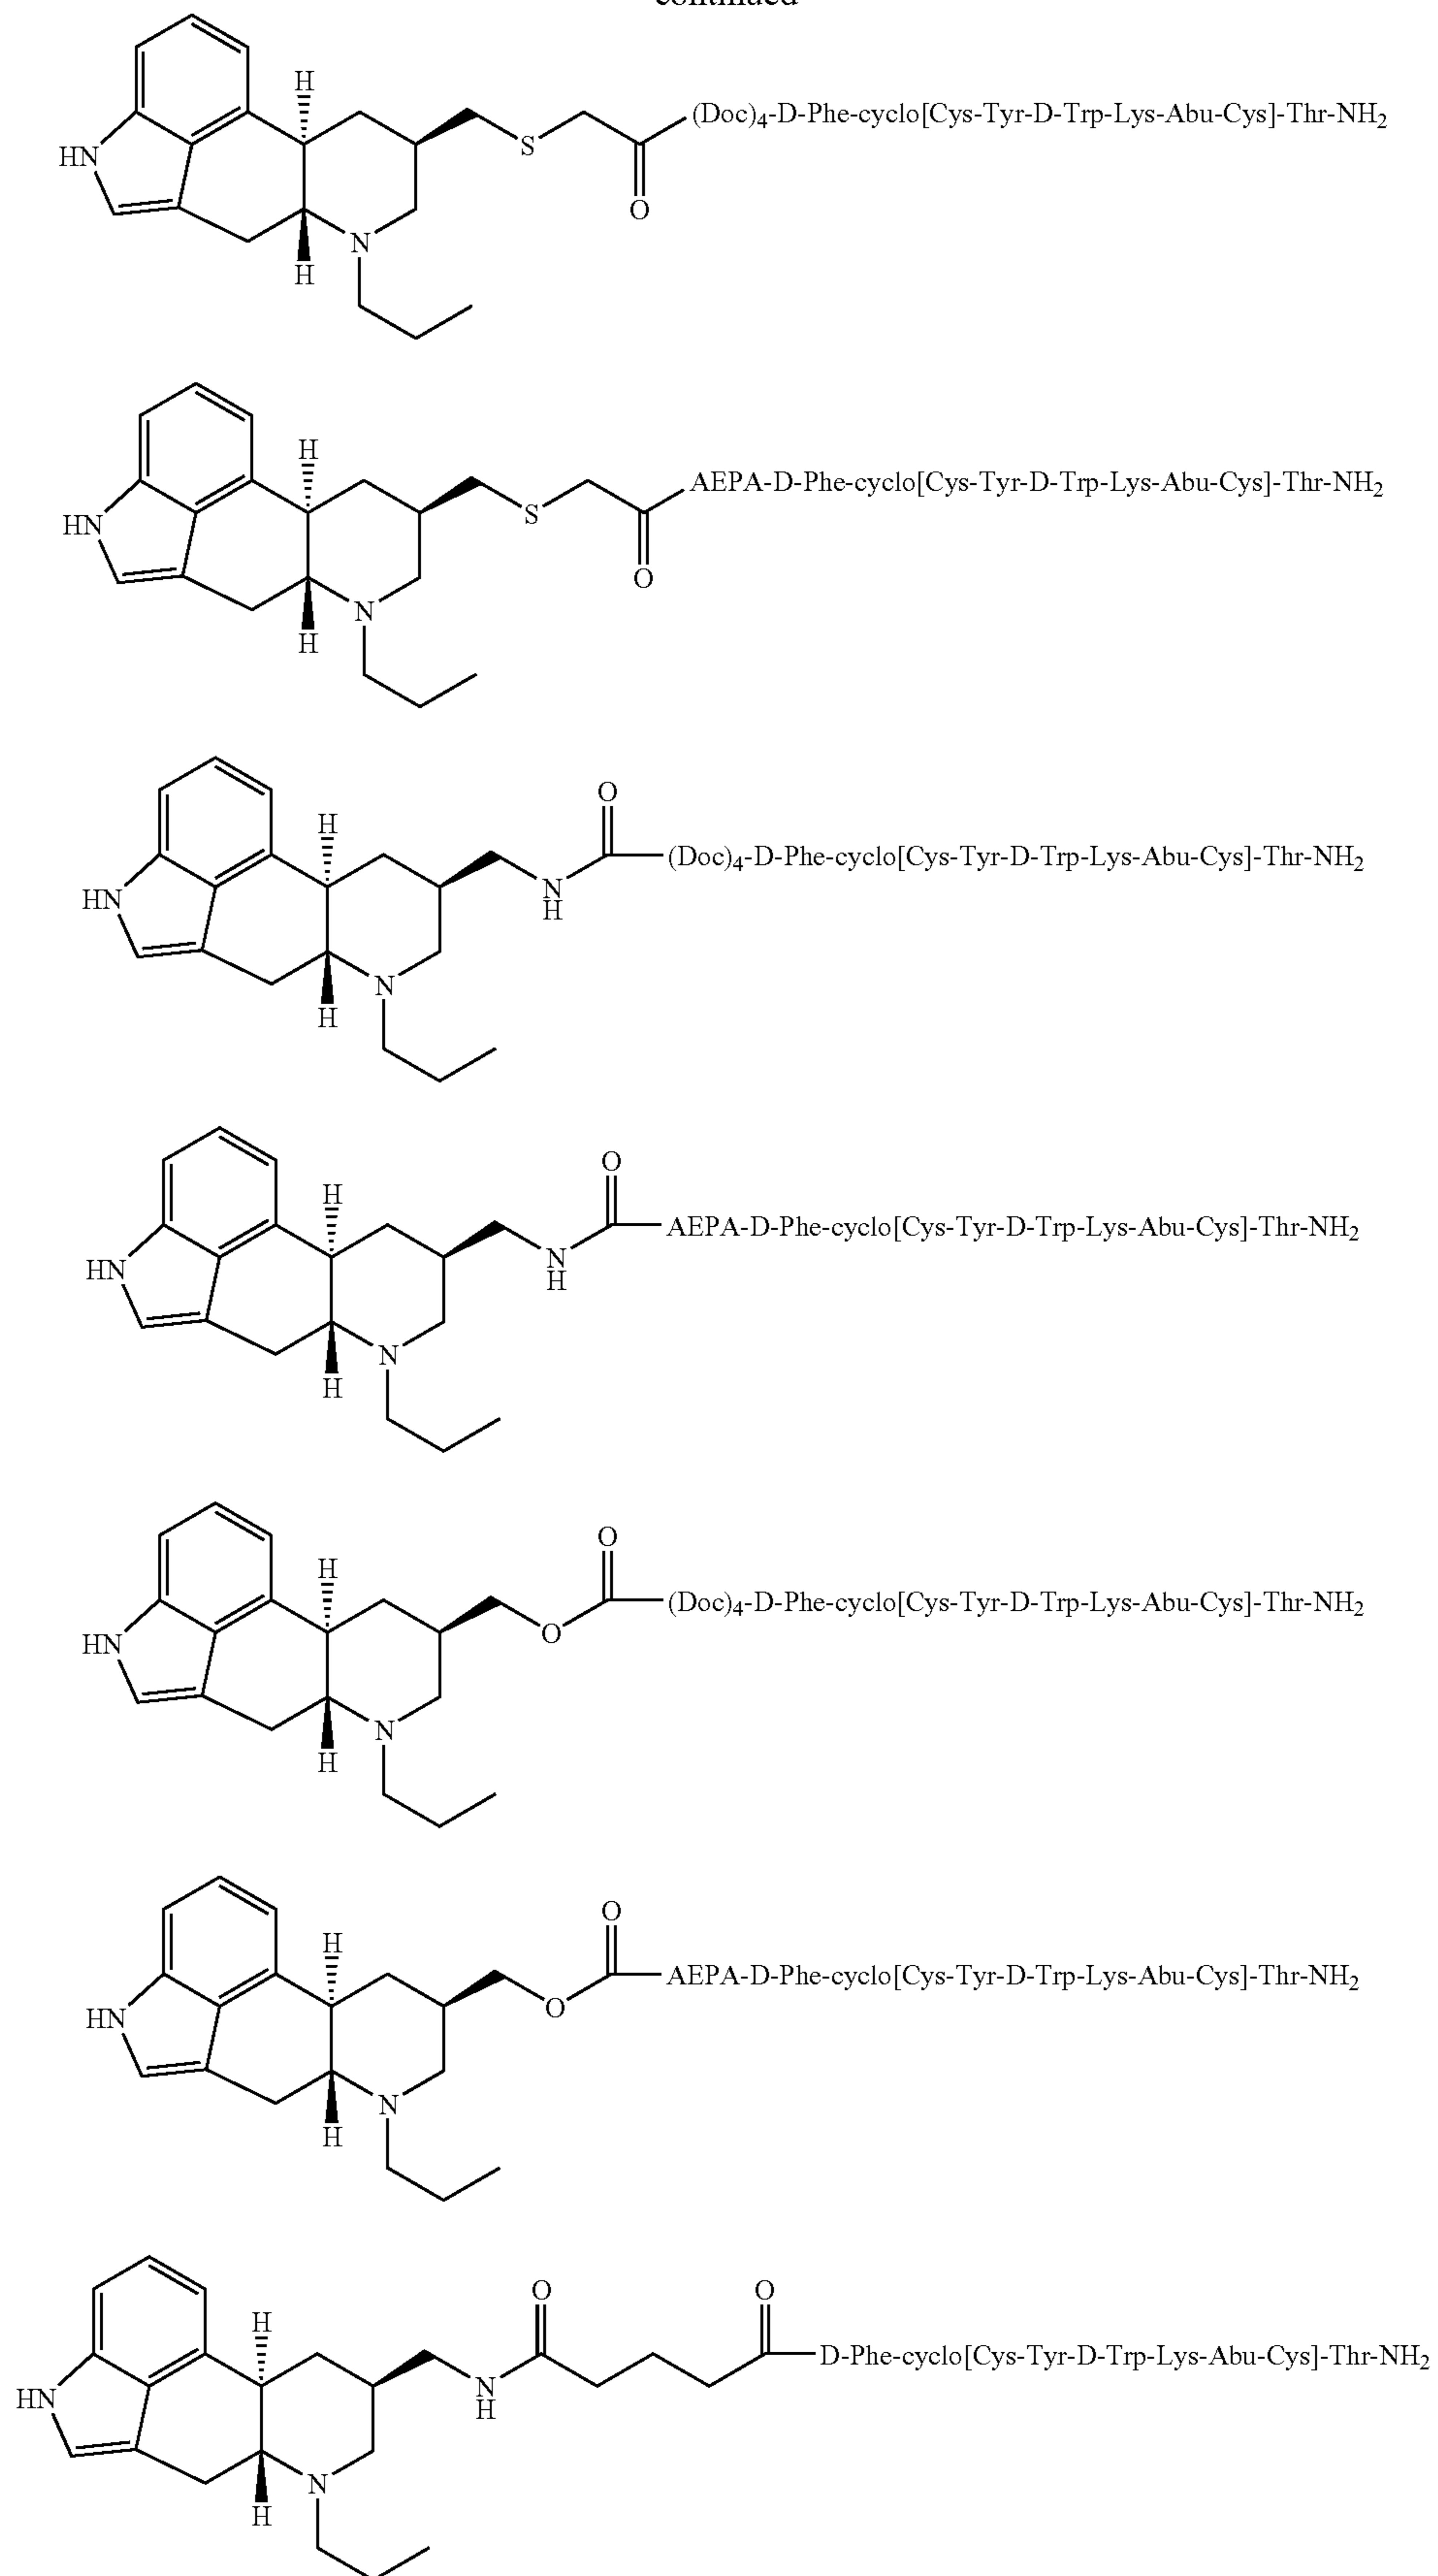 continued
H
(Doc)4-D-Phe-cyclo[Cys-Tyr-D-Trp-Lys-Abu-Cys]-Thr-NH2
S
HN
O
N
H
H
AEPA-D-Phe-cyclo[Cys-Tyr-D-Trp-Lys-Abu-Cys]-Thr-NH2
S
HN
O
N
H
O
H
(Doc)4-D-Phe-cyclo[Cys-Tyr-D-Trp-Lys-Abu-Cys]-Thr-NH2
HN
N
H
N
H
O
H
AEPA-D-Phe-cyclo[Cys-Tyr-D-Trp-Lys-Abu-Cys]-Thr-NH2
HN
N
H
N
H
O
H
(Doc)4-D-Phe-cyclo[Cys-Tyr-D-Trp-Lys-Abu-Cys]-Thr-NH2
HN
O
N
H
O
H
AEPA-D-Phe-cyclo[Cys-Tyr-D-Trp-Lys-Abu-Cys]-Thr-NH2
HN
O
N
H
O
O
H
D-Phe-cyclo[Cys-Tyr-D-Trp-Lys-Abu-Cys]-Thr-NH2
HN
N
H
N
H